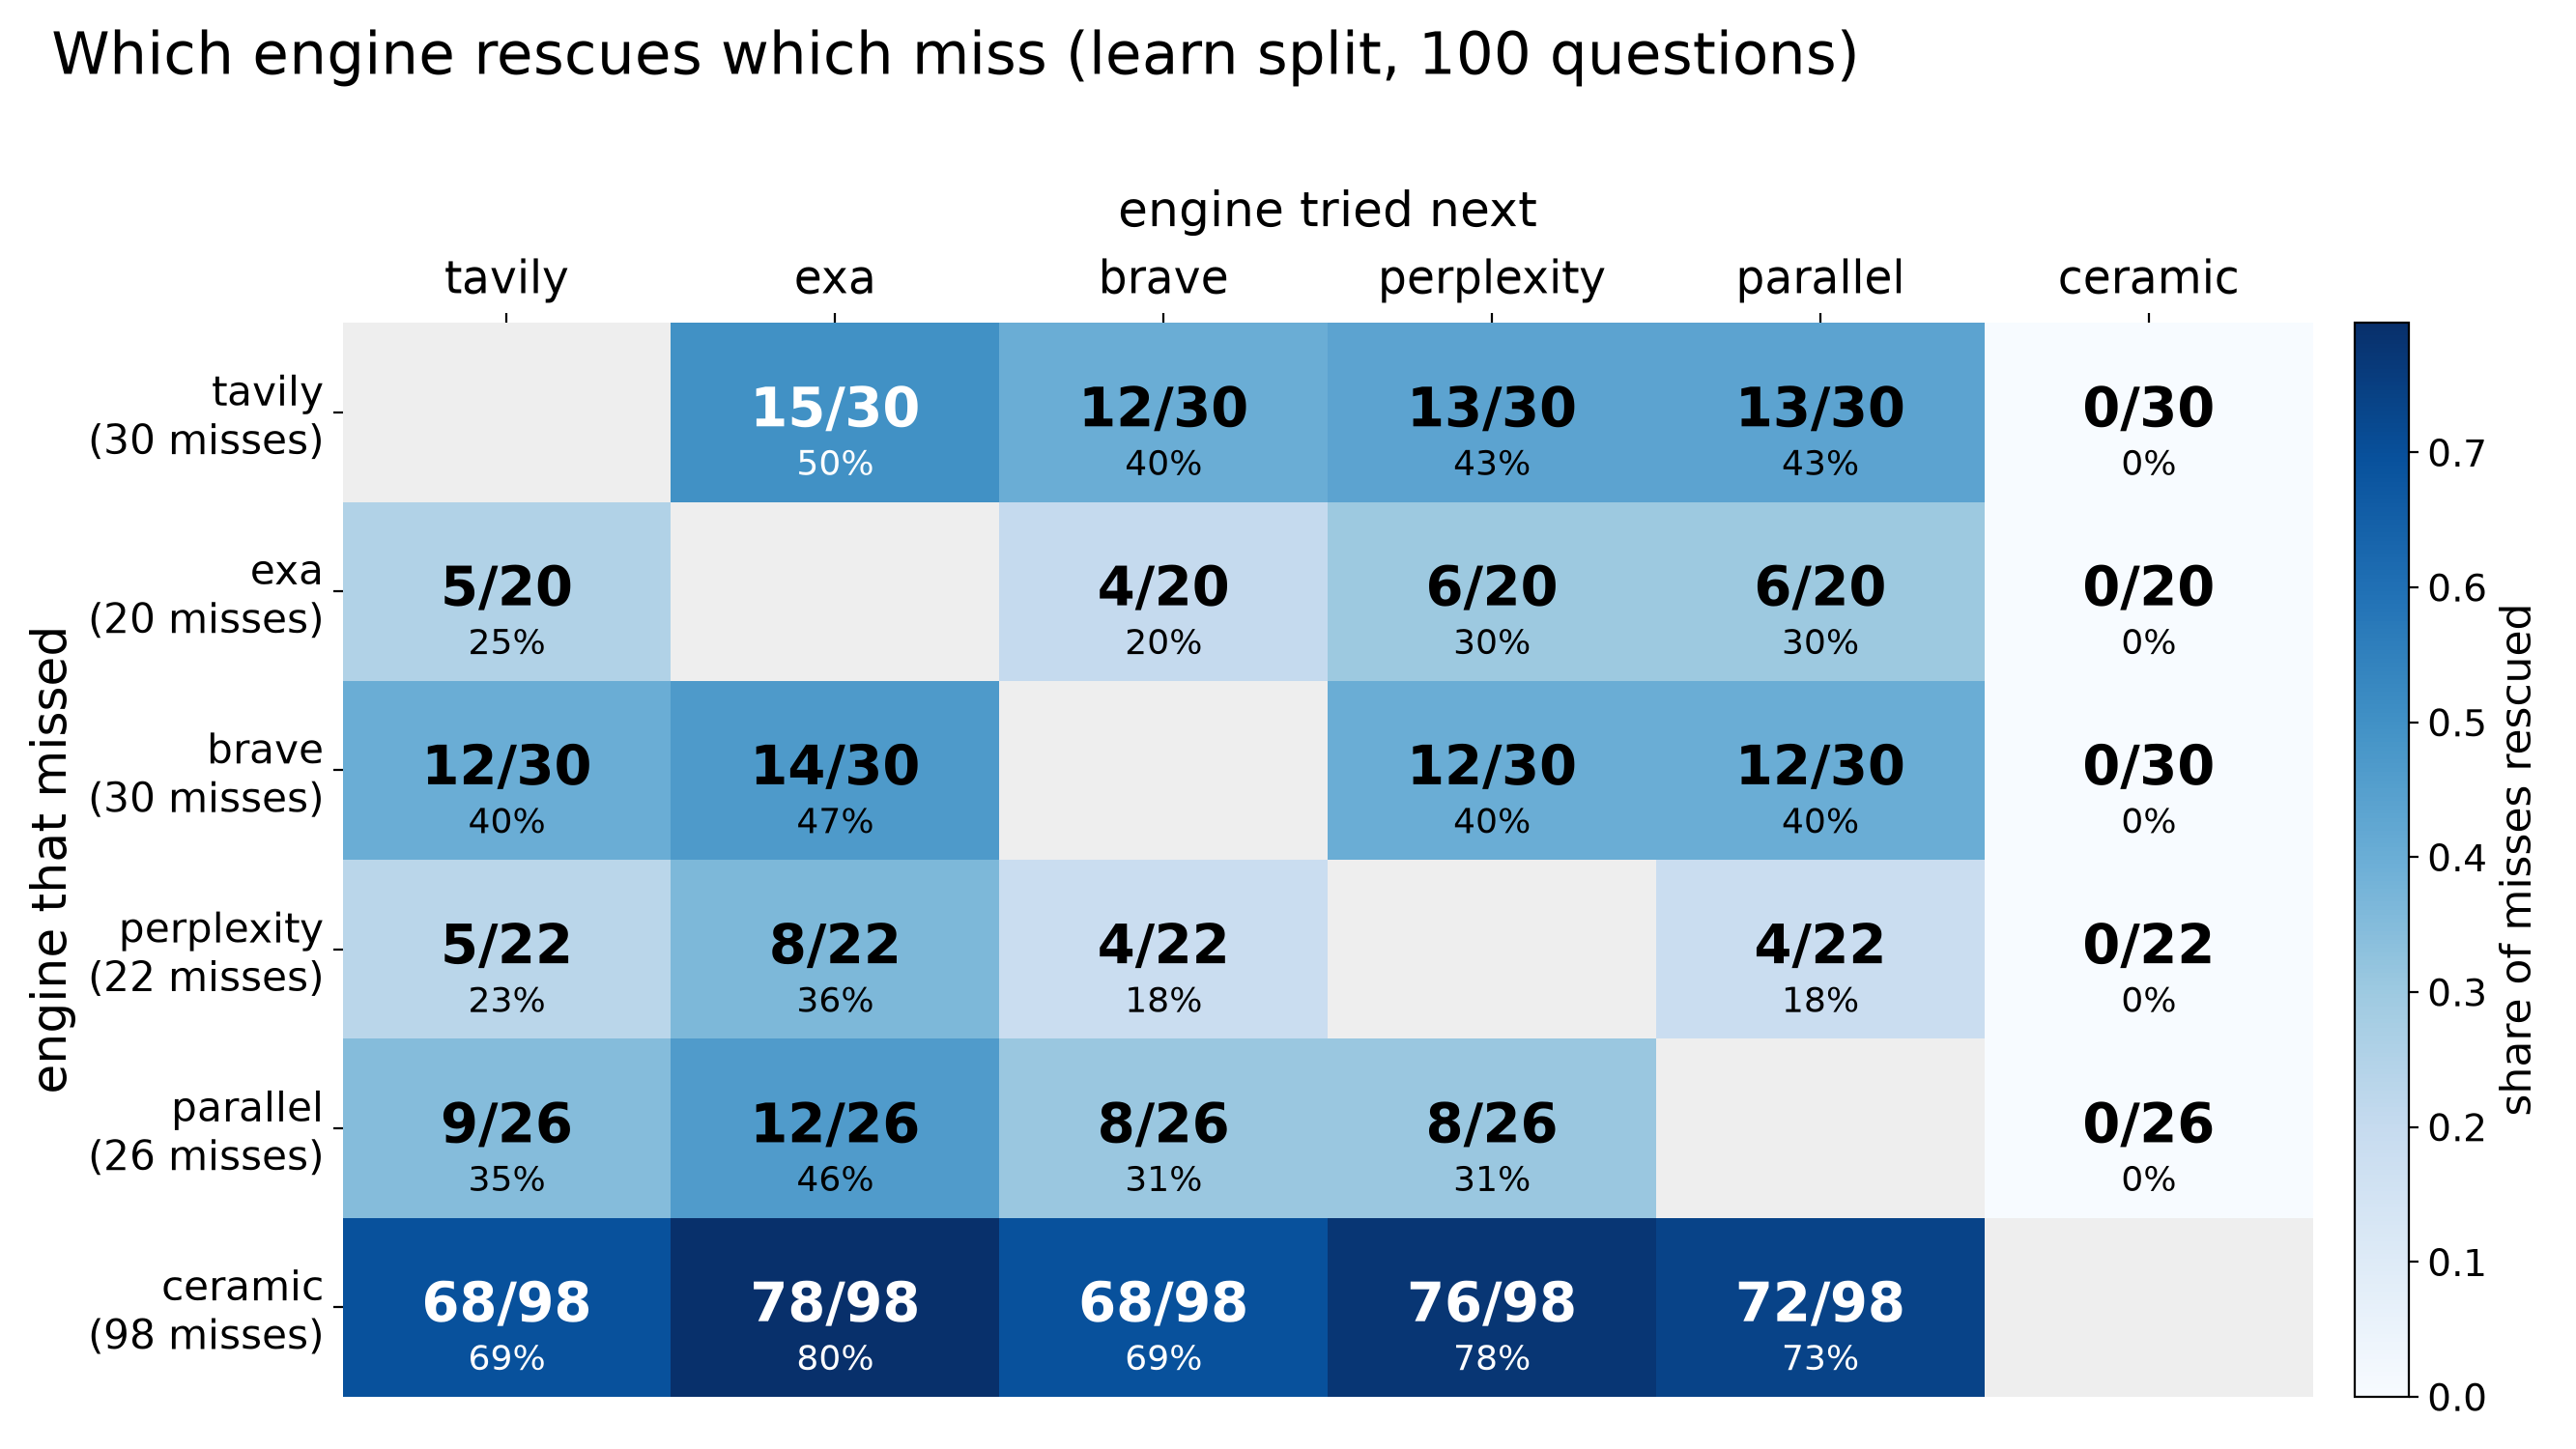 Which engine rescues which miss (learn split, 100 questions)
engine tried next
tavily exa brave perplexity parallel ceramic
engine that missed
tavily
(30 misses)
15/30 12/30 13/30 13/30 0/30
50% 40% 43% 43% 0%
exa
(20 misses)
5/20 4/20 6/20 6/20 0/20
25% 20% 30% 30% 0%
brave
(30 misses)
12/30 14/30 12/30 12/30 0/30
40% 47% 40% 40% 0%
perplexity
(22 misses)
5/22 8/22 4/22 4/22 0/22
23% 36% 18% 18% 0%
parallel
(26 misses)
9/26 12/26 8/26 8/26 0/26
35% 46% 31% 31% 0%
ceramic
(98 misses)
68/98 78/98 68/98 76/98 72/98
69% 80% 69% 78% 73%
0.7
0.6
0.5
0.4
0.3
0.2
0.1
0.0
share of misses rescued